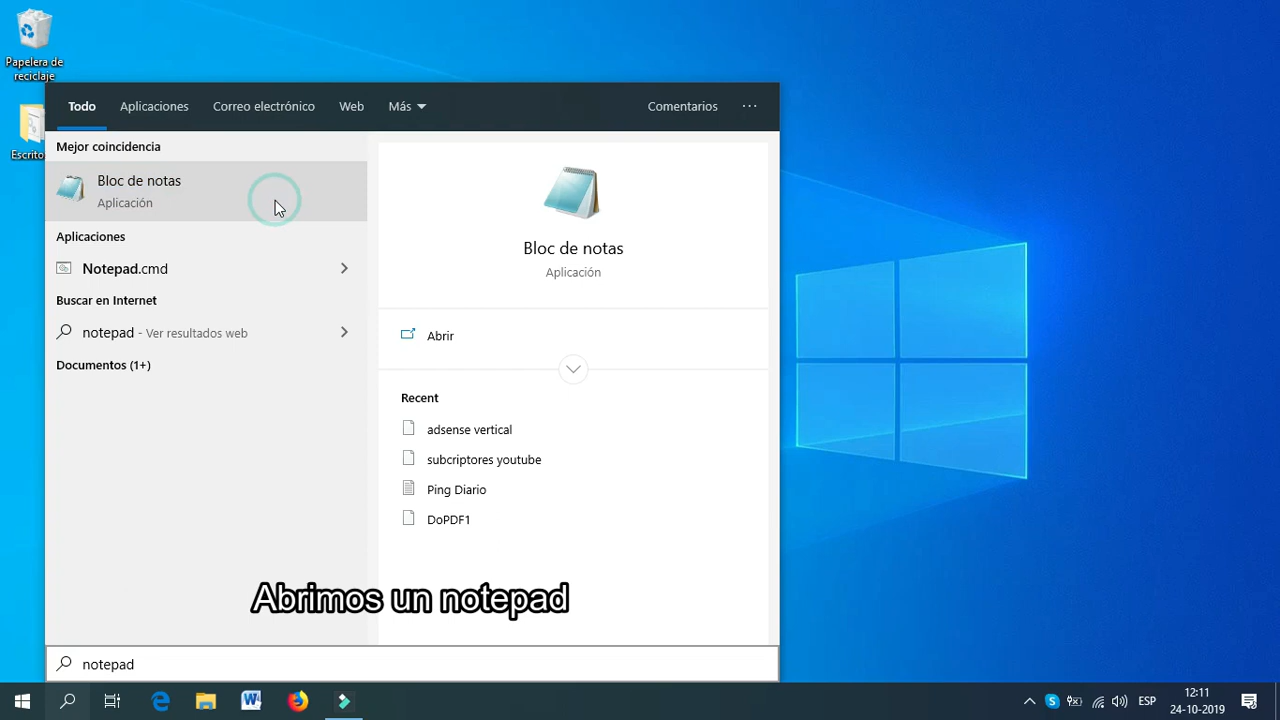 Papelera de
reciclaje
Todo
Aplicaciones
Correo electrónico
Web
Más
Comentarios
...
Mejor coincidencia
Bloc de notas
Aplicación
Aplicaciones
Notepad.cmd
Buscar en Internet
notepad - Ver resultados web
Documentos (1+)
Bloc de notas
Aplicación
Abrir
Recent
adsense vertical
subcriptores youtube
Ping Diario
DoPDF1
Escrito
Abrimos un notepad
notepad
ESP
12:11
24-10-2019